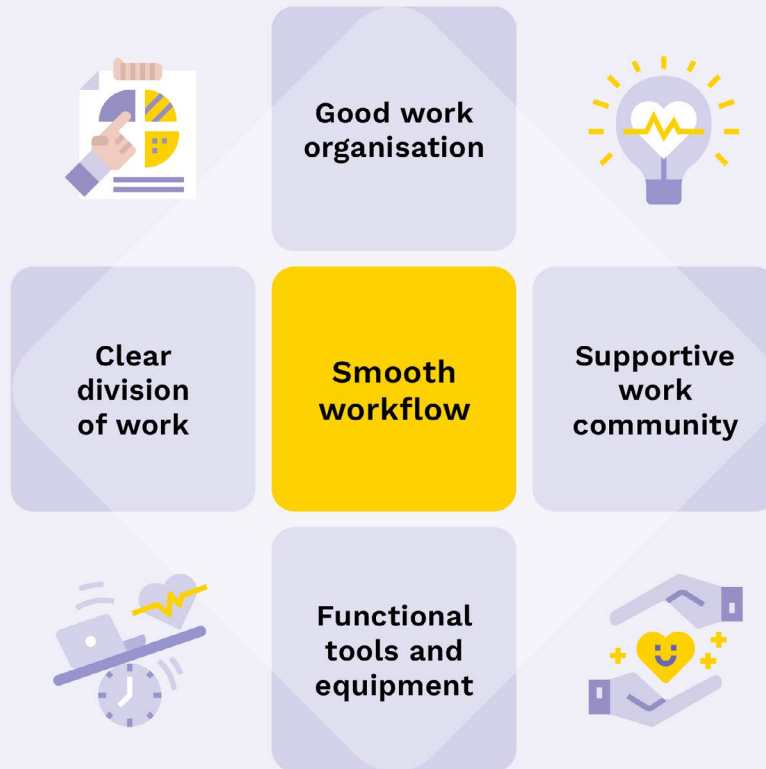 Good work
organisation
Clear
division
of work
Smooth
workflow
Supportive
work
community
Functional
tools and
equipment